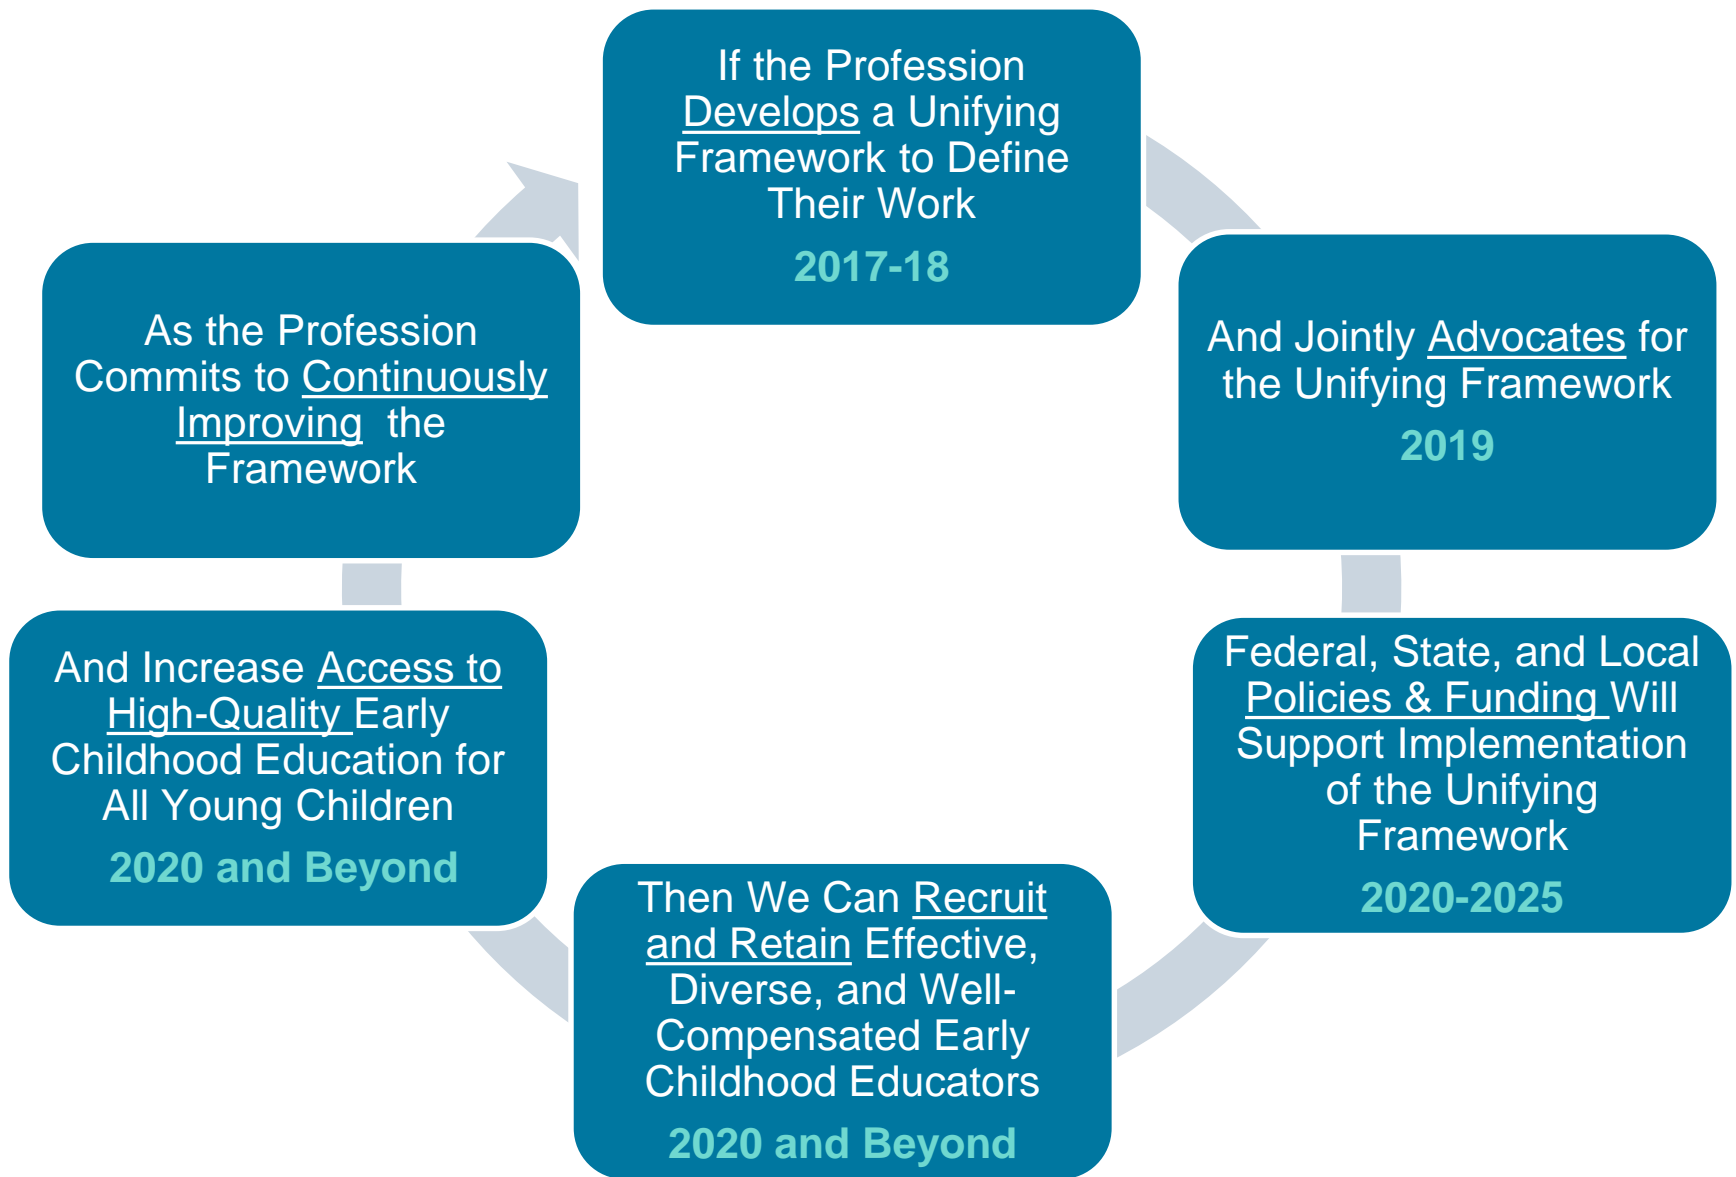 If the Profession
Develops a Unifying
Framework to Define
Their Work
2017-18
And Jointly Advocates for
the Unifying Framework
2019
Federal, State, and Local
Policies & Funding Will
Support Implementation
of the Unifying
Framework
2020-2025
Then We Can Recruit
and Retain Effective,
Diverse, and Well-
Compensated Early
Childhood Educators
2020 and Beyond
And Increase Access to
High-Quality Early
Childhood Education for
All Young Children
2020 and Beyond
As the Profession
Commits to Continuously
Improving the
Framework